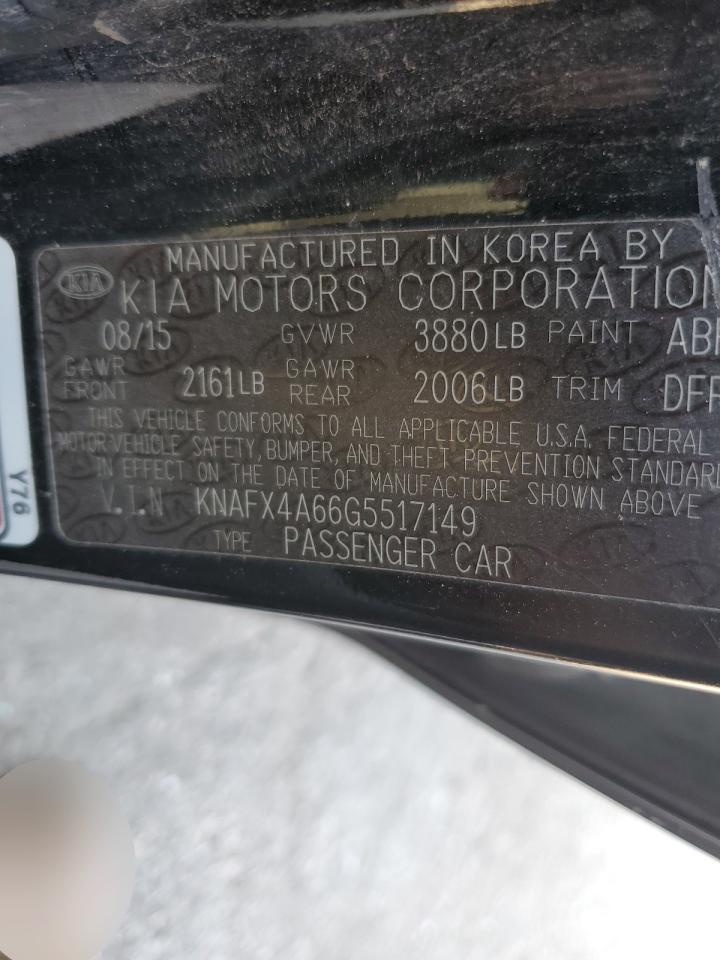 MANUFACTURED IN KOREA BY
KIA KIA MOTORS CORPORATION
08/15 GVWR 3880LB PAINT
GAWR FRONT 2161LB GAWR REAR 2006LB TRIM
THIS VEHICLE CONFORMS TO ALL APPLICABLE U.S.A. FEDERAL
MOTOR VEHICLE SAFETY, BUMPER, AND THEFT PREVENTION STANDARD
IN EFFECT ON THE DATE OF MANUFACTURE SHOWN ABOVE
V.I.N KNAFX4A66G5517149
TYPE PASSENGER CAR
Y76